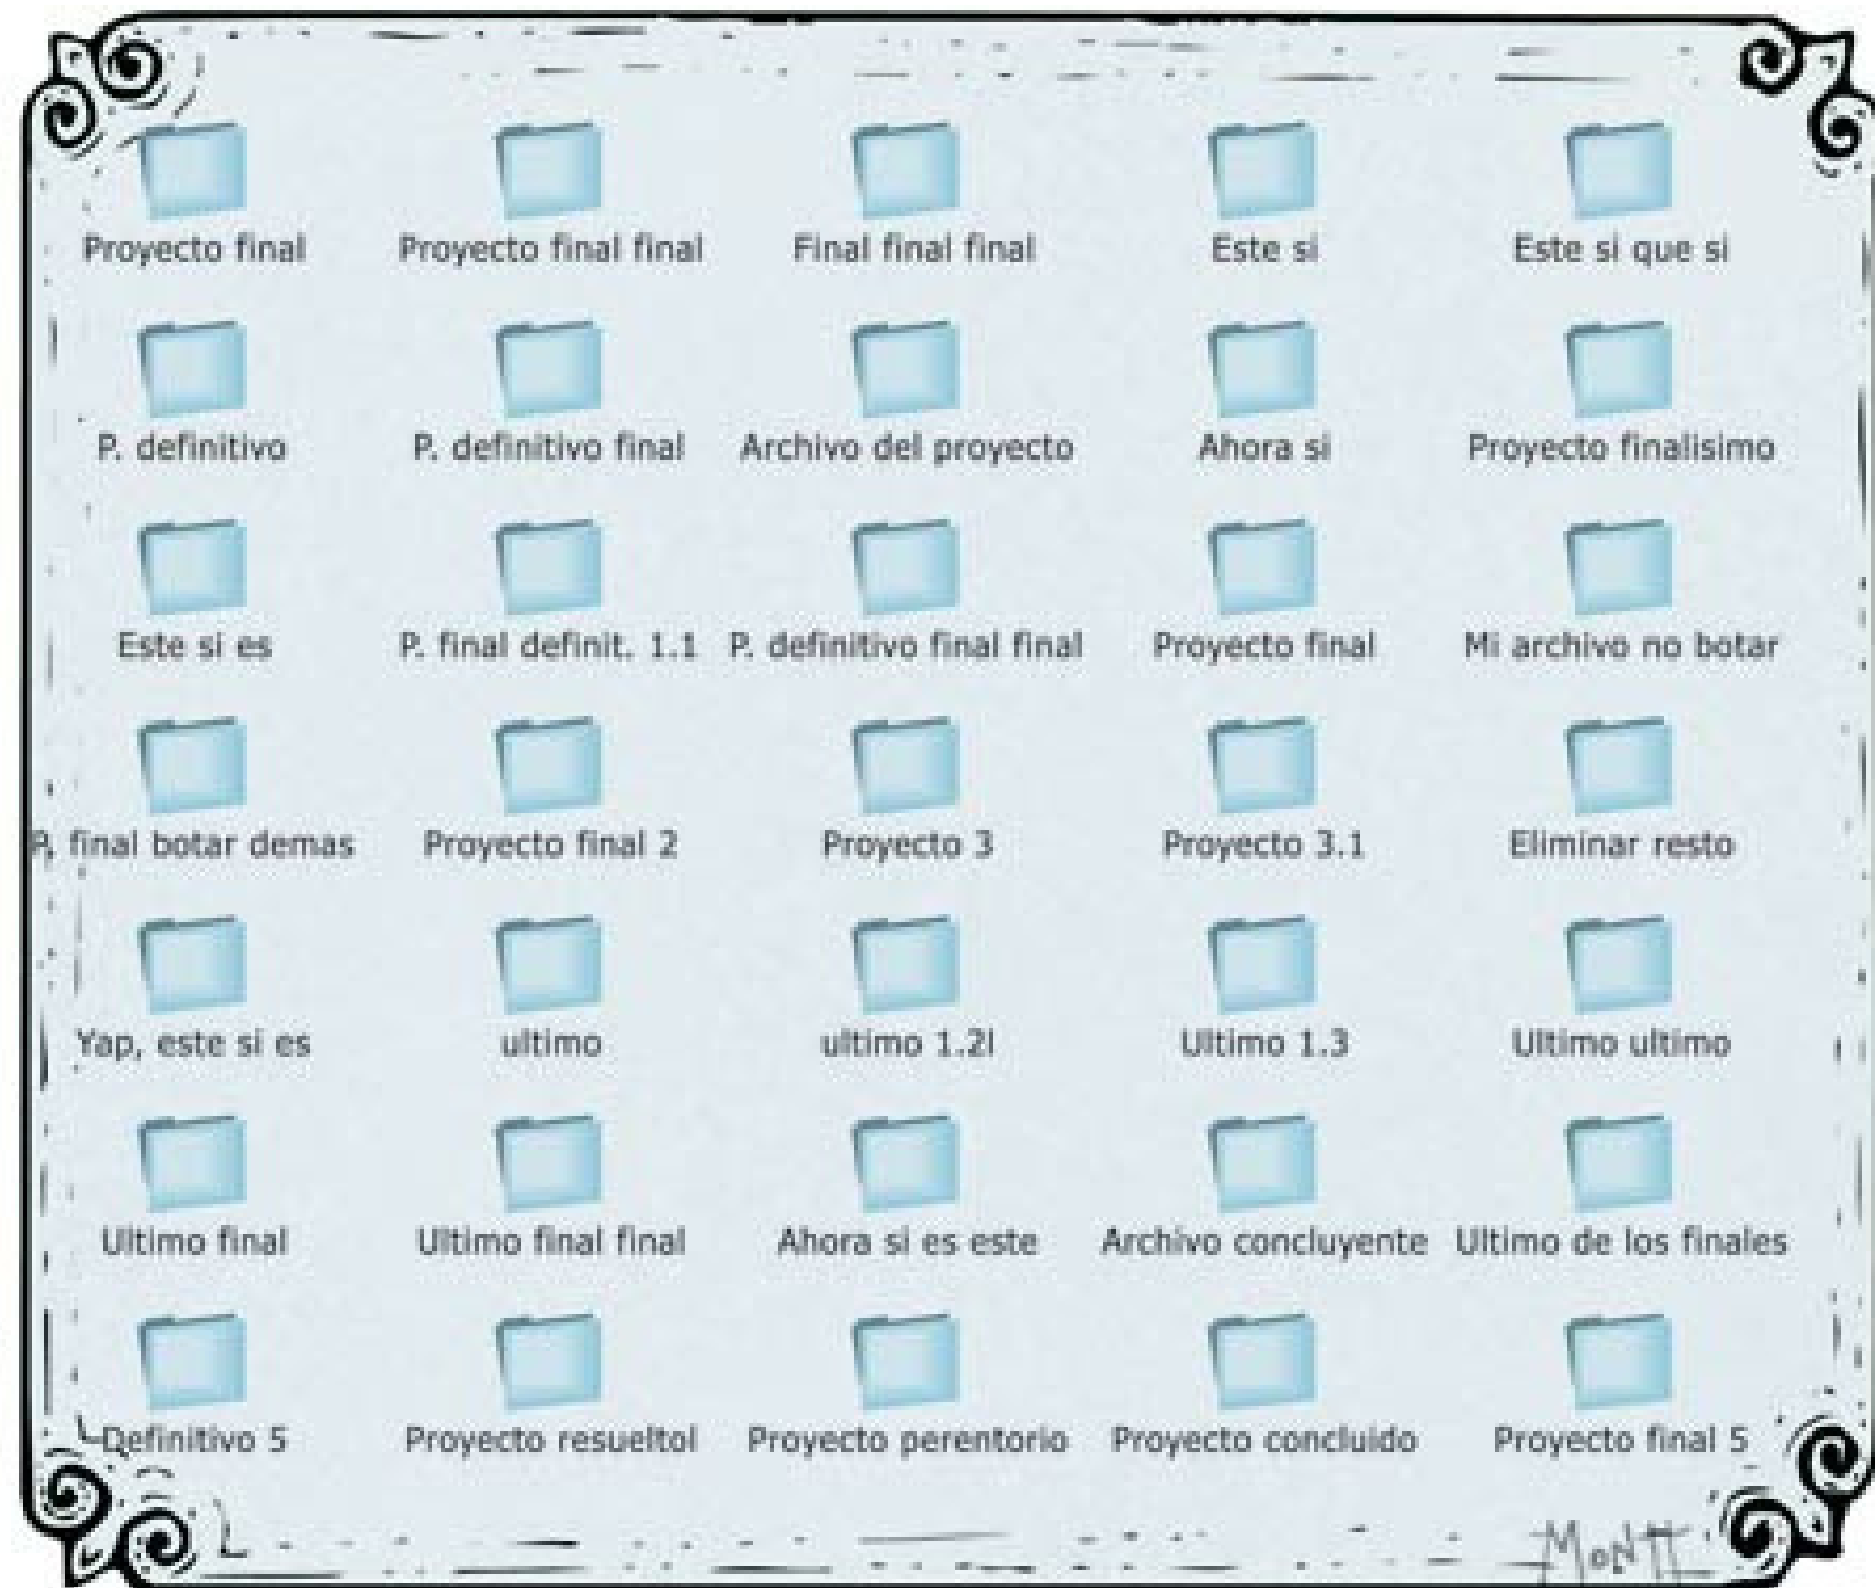 Proyecto final
Proyecto final final
Final final final
Este si
Este si que si
P. definitivo
P. definitivo final
Archivo del proyecto
Ahora si
Proyecto finalisimo
Este si es
P. final definit. 1.1
P. definitivo final final
Proyecto final
Mi archivo no botar
P. final botar demas
Proyecto final 2
Proyecto 3
Proyecto 3.1
Eliminar resto
Yap, este si es
ultimo
ultimo 1.2l
Ultimo 1.3
Ultimo ultimo
Ultimo final
Ultimo final final
Ahora si es este
Archivo concluyente
Ultimo de los finales
Definitivo 5
Proyecto resueltol
Proyecto perentorio
Proyecto concluido
Proyecto final 5
MONTT